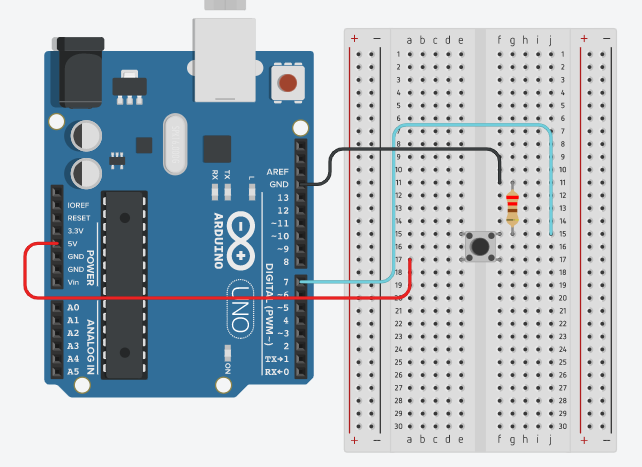 + − a b c d e f g h i j + −
1 1
2 2
3 3
4 4
5 5
6 6
7 7
8 8
9 9
10 10
11 11
12 12
13 13
14 14
15 15
16 16
17 17
18 18
19 19
20 20
21 21
22 22
23 23
24 24
25 25
26 26
27 27
28 28
29 29
30 30
+ − a b c d e f g h i j + −
AREF
GND
13
12
~11
~10
~9
8
7
~6
~5
4
~3
2
TX→1
RX←0
DIGITAL (PWM~)
RX
TX
L
ARDUINO
UNO
ON
IOREF
RESET
3.3V
5V
GND
GND
Vin
POWER
A0
A1
A2
A3
A4
A5
ANALOG IN